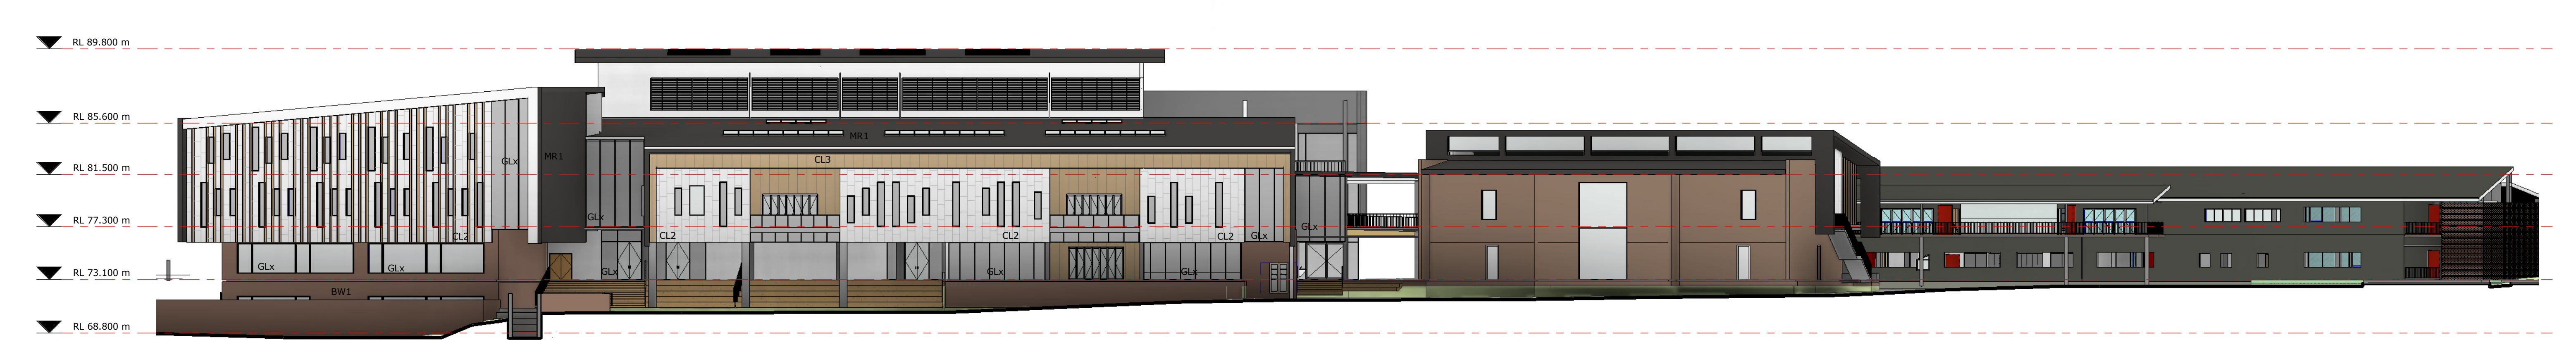 RL 89.800 m
RL 85.600 m
MR1
CL3
GLx
MR1
RL 81.500 m
RL 77.300 m
GLx
GLx
CL2
CL2
CL2
CL2
GLx
RL 73.100 m
GLx
GLx
GLx
GLx
GLx
BW1
RL 68.800 m